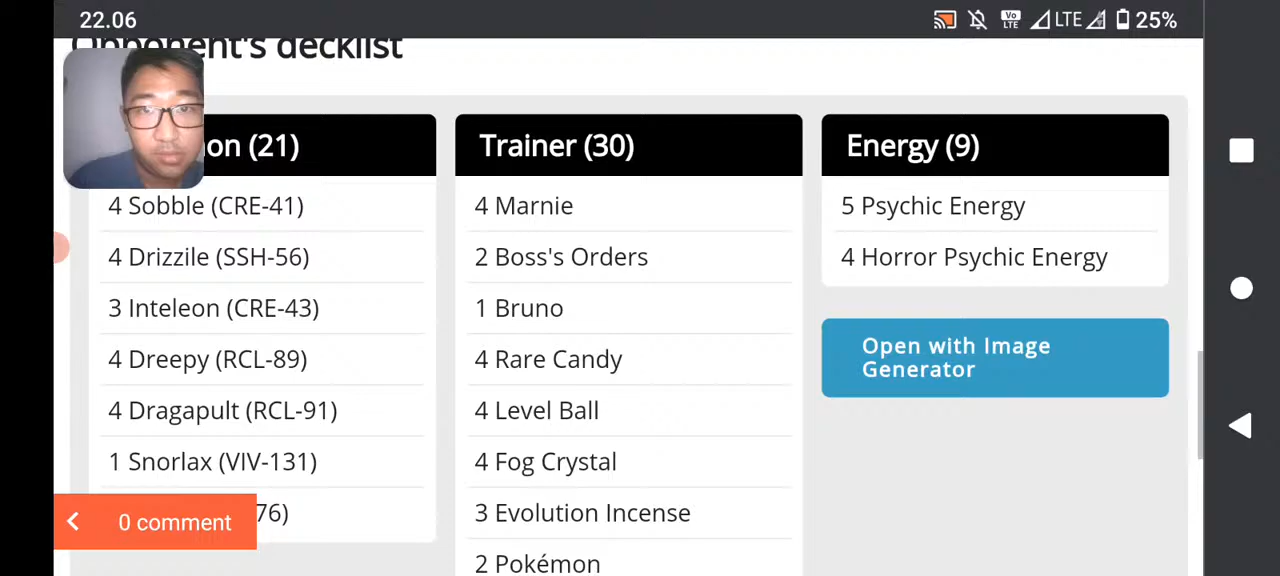 22.06
Vo
LTE
LTE
25%
Opponent's decklist
on (21)
4 Sobble (CRE-41)
4 Drizzile (SSH-56)
3 Inteleon (CRE-43)
4 Dreepy (RCL-89)
4 Dragapult (RCL-91)
1 Snorlax (VIV-131)
76)
0 comment
Trainer (30)
4 Marnie
2 Boss's Orders
1 Bruno
4 Rare Candy
4 Level Ball
4 Fog Crystal
3 Evolution Incense
2 Pokémon
Energy (9)
5 Psychic Energy
4 Horror Psychic Energy
Open with Image
Generator